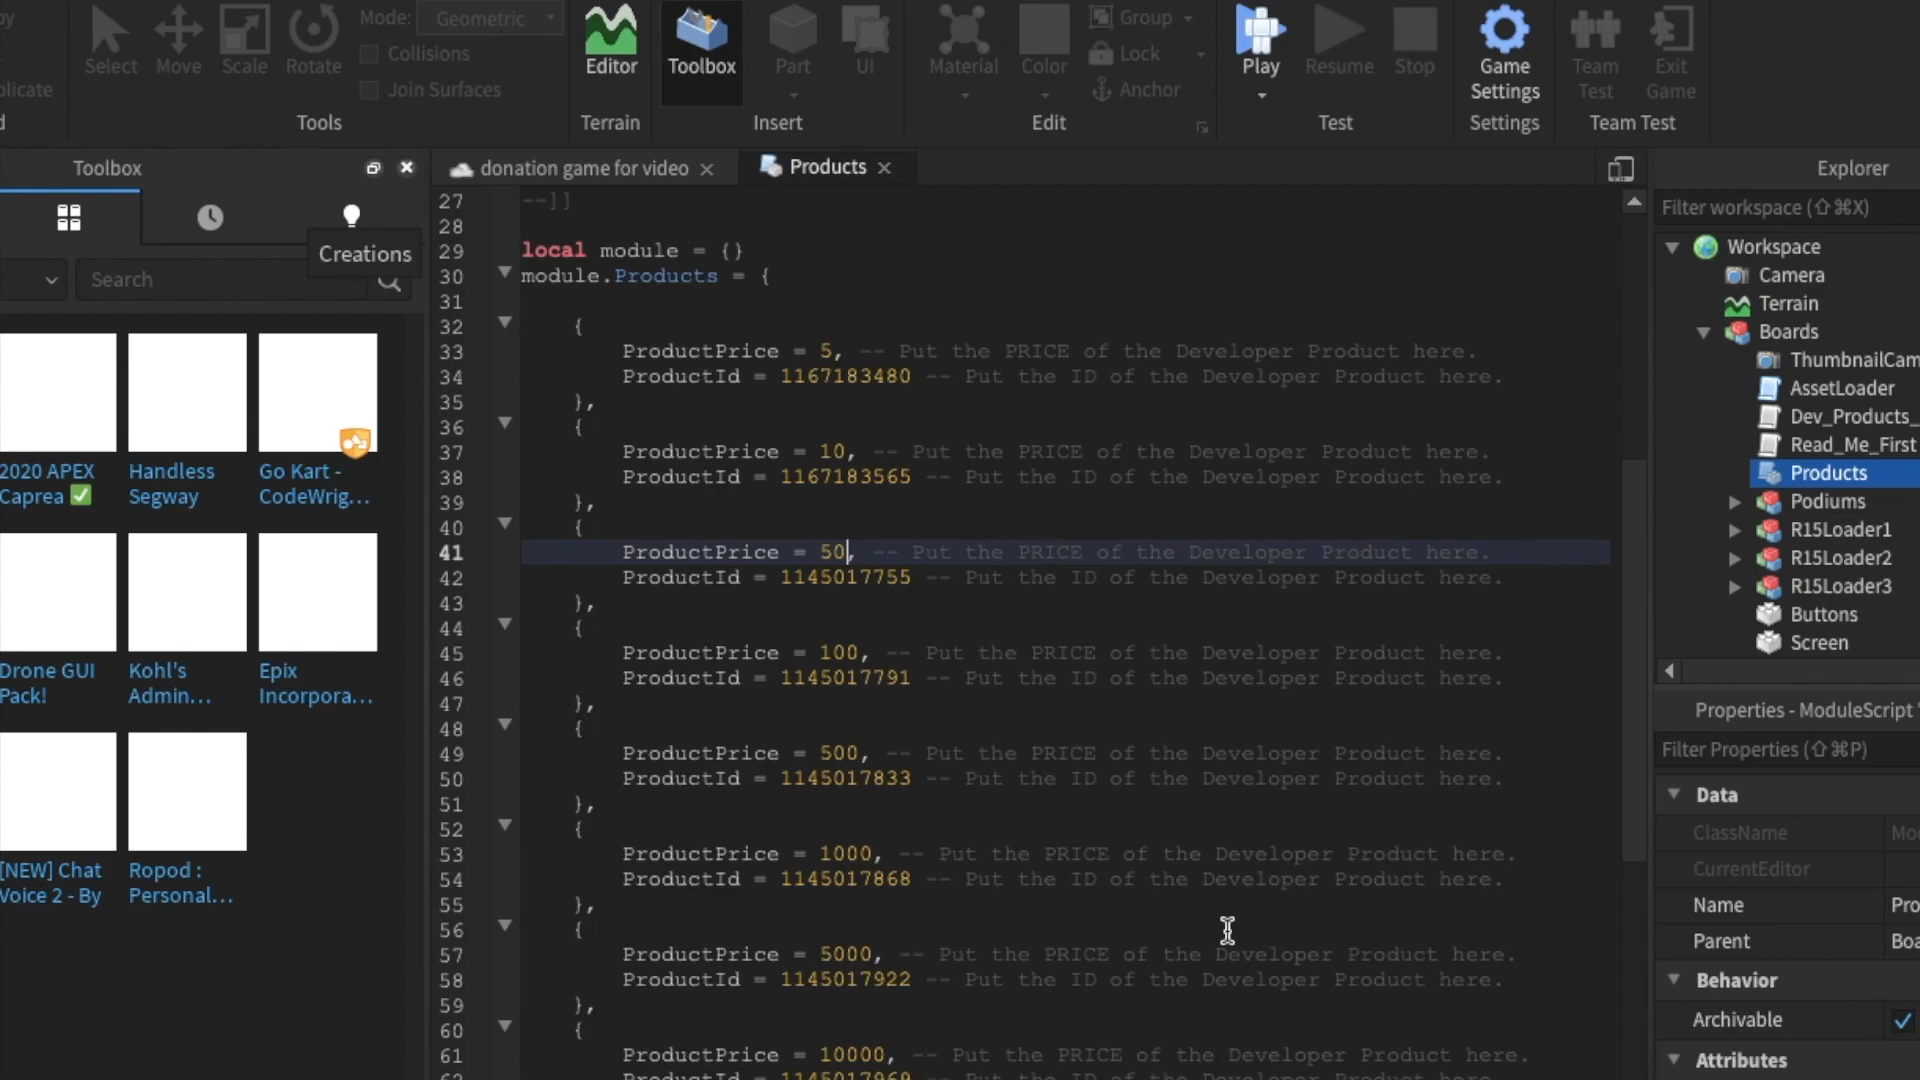 Mode: Geometric
Select Move Scale Rotate
Collisions
Join Surfaces
Tools
Editor
Terrain
Toolbox Part UI
Insert
Material Color
Group
Lock
Anchor
Edit
Play Resume Stop
Test
Game Settings
Settings
Team Test
Exit Game
Team Test
plicate
Toolbox
Creations
Search
2020 APEX Caprea
Handless Segway
Go Kart - CodeWrig...
Drone GUI Pack!
Kohl's Admin...
Epix Incorpora...
[NEW] Chat Voice 2 - By
Ropod : Personal...
donation game for video
Products
27 --]]
28
29 local module = {}
30 module.Products = {
31
32 {
33 ProductPrice = 5, -- Put the PRICE of the Developer Product here.
34 ProductId = 1167183480 -- Put the ID of the Developer Product here.
35 },
36 {
37 ProductPrice = 10, -- Put the PRICE of the Developer Product here.
38 ProductId = 1167183565 -- Put the ID of the Developer Product here.
39 },
40 {
41 ProductPrice = 50, -- Put the PRICE of the Developer Product here.
42 ProductId = 1145017755 -- Put the ID of the Developer Product here.
43 },
44 {
45 ProductPrice = 100, -- Put the PRICE of the Developer Product here.
46 ProductId = 1145017791 -- Put the ID of the Developer Product here.
47 },
48 {
49 ProductPrice = 500, -- Put the PRICE of the Developer Product here.
50 ProductId = 1145017833 -- Put the ID of the Developer Product here.
51 },
52 {
53 ProductPrice = 1000, -- Put the PRICE of the Developer Product here.
54 ProductId = 1145017868 -- Put the ID of the Developer Product here.
55 },
56 {
57 ProductPrice = 5000, -- Put the PRICE of the Developer Product here.
58 ProductId = 1145017922 -- Put the ID of the Developer Product here.
59 },
60 {
61 ProductPrice = 10000, -- Put the PRICE of the Developer Product here.
Explorer
Filter workspace (⇧⌘X)
Workspace
Camera
Terrain
Boards
ThumbnailCam
AssetLoader
Dev_Products_
Read_Me_First
Products
Podiums
R15Loader1
R15Loader2
R15Loader3
Buttons
Screen
Properties - ModuleScript "
Filter Properties (⇧⌘P)
Data
ClassName Mo
CurrentEditor
Name Pro
Parent Boa
Behavior
Archivable
Attributes